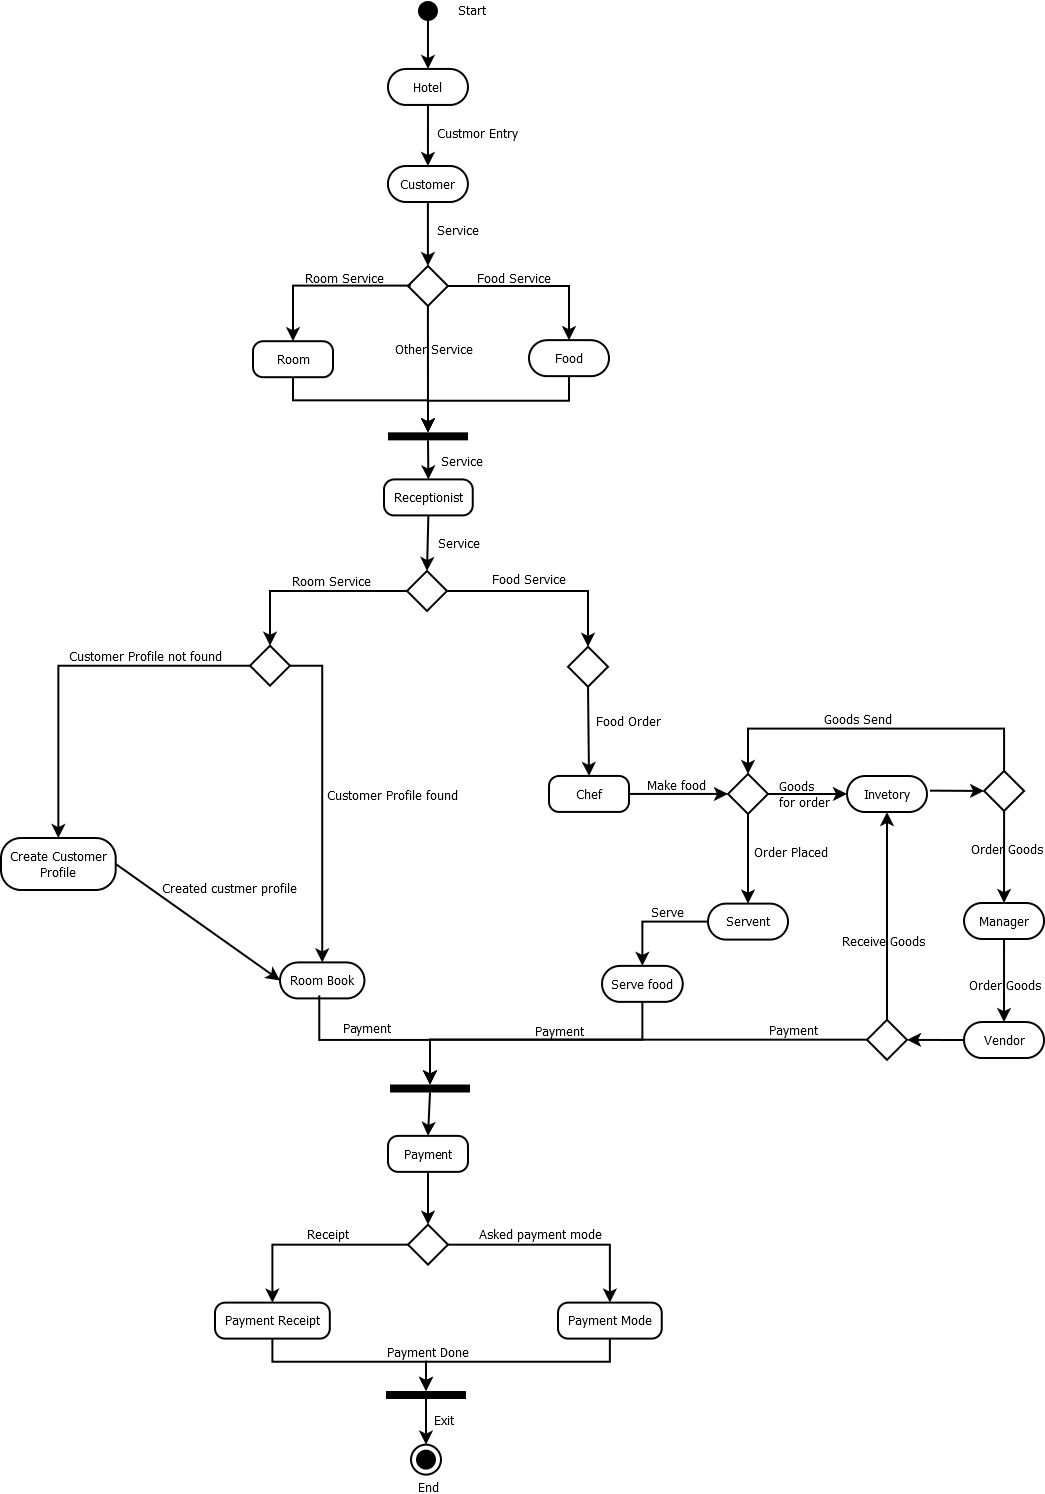 Start
Hotel
Custmor Entry
Customer
Service
Room Service
Food Service
Other Service
Room
Food
Service
Receptionist
Service
Room Service
Food Service
Customer Profile not found
Food Order
Goods Send
Customer Profile found
Chef
Make food
Goods
for order
Invetory
Order Goods
Create Customer
Profile
Order Placed
Created custmer profile
Serve
Servent
Manager
Receive Goods
Room Book
Serve food
Order Goods
Payment
Payment
Payment
Vendor
Payment
Receipt
Asked payment mode
Payment Receipt
Payment Mode
Payment Done
Exit
End